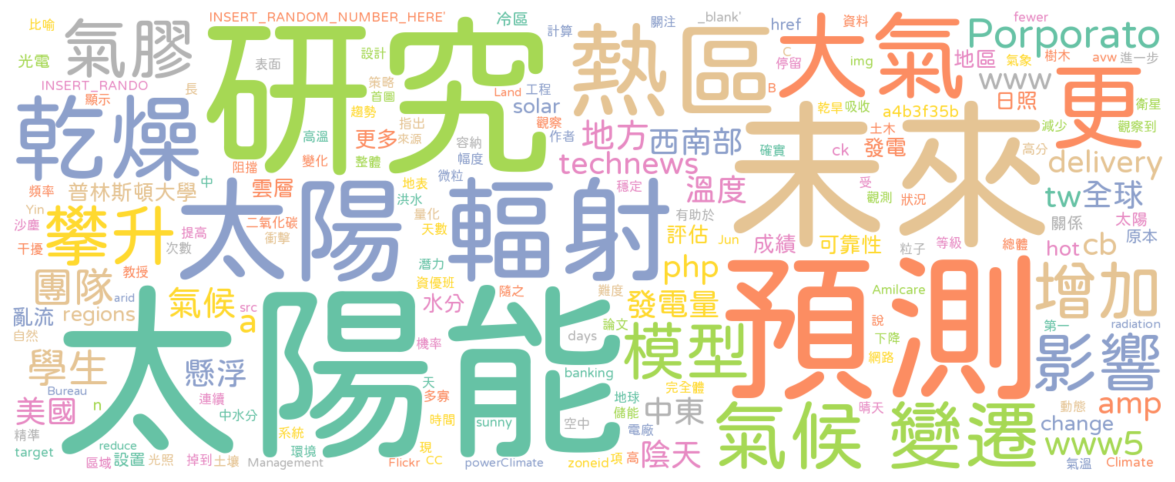 比喻
氣膠
INSERT_RANDOM_NUMBER_HERE'
研究
冷區
計算
設計
熱區
關注
_blank'
href
停留
大氣
資料
C
B
img
fewer
Porporato
地區
氣象
樹木
avw
進一步
www
日照
更
衛星
光電
表面
策略
首圖
INSERT_RANDO
顯示
長
趨勢
高溫
指出
更多
來源
阻擋
變化
整體
Land
工程
solar
觀察
容納
作者
幅度
微粒
地方
西南部
technews
乾旱
吸收
a4b3f35b
土木
減少
觀察到
確實
ck
發電
高分
delivery
未來
乾燥
頻率
普林斯頓大學
中
雲層
太陽
輻射
地表
洪水
量化
天數
穩定
溫度
有助於
受
觀測
狀況
tw
全球
關係
太陽
原本
Yin
沙塵
干擾
攀升
提高
二氧化碳
衝擊
次數
教授
評估
Jun
成績
可靠性
粒子
等級
總體
hot
cb
團隊
arid
regions
氣候
src
a
潛力
資優班
水分
隨之
難度
php
發電量
論文
預測
Amilcare
說
下降
網路
增加
第一
radiation
亂流
自然
學生
懸浮
太陽能
機率
days
banking
模型
影響
Bureau
連續
n
美國
中水分
天
多寡
時間
sunny
空中
地球
儲能
完全體
中東
晴天
氣候
變遷
動態
amp
change
www5
精準
target
reduce
設置
區域
光照
掉到
土壤
Management
系統
環境
Flickr
現
CC
powerClimate
電廠
zoneid
項
高
陰天
氣溫
Climate